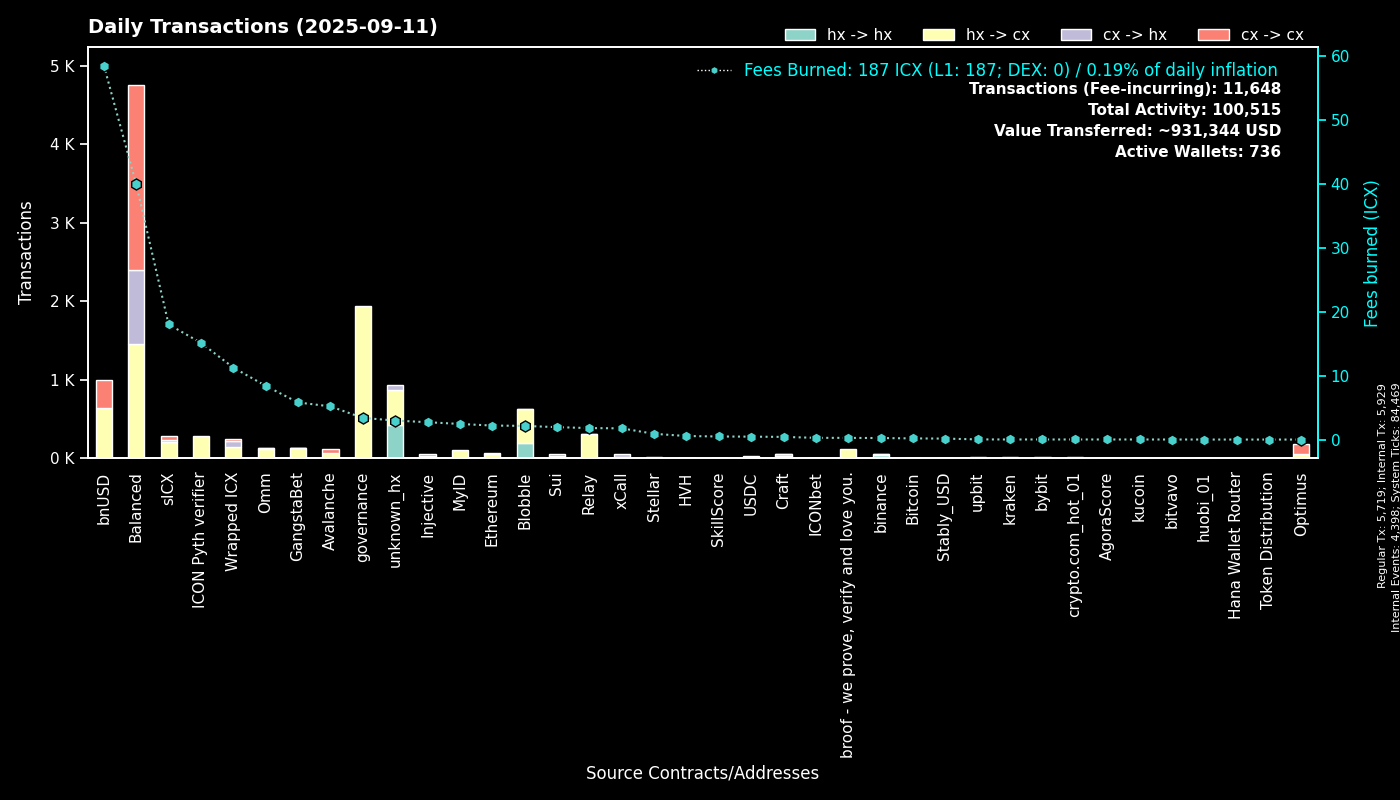 Daily Transactions (2025-09-11)
hx -> hx
hx -> cx
cx -> hx
cx -> cx
Fees Burned: 187 ICX (L1: 187; DEX: 0) / 0.19% of daily inflation
Transactions (Fee-incurring): 11,648
Total Activity: 100,515
Value Transferred: ~931,344 USD
Active Wallets: 736
Transactions
5 K
4 K
3 K
2 K
1 K
0 K
60
50
40
30
20
10
0
Fees burned (ICX)
bnUSD
Balanced
sICX
ICON Pyth verifier
Wrapped ICX
Omm
GangstaBet
Avalanche
governance
unknown_hx
Injective
MyID
Ethereum
Blobble
Sui
Relay
xCall
Stellar
HVH
SkillScore
USDC
Craft
ICONbet
broof - we prove, verify and love you.
binance
Bitcoin
Stably_USD
upbit
kraken
bybit
crypto.com_hot_01
AgoraScore
kucoin
bitvavo
huobi_01
Hana Wallet Router
Token Distribution
Optimus
Source Contracts/Addresses
Regular Tx: 5,719; Internal Tx: 5,929
Internal Events: 4,398; System Ticks: 84,469